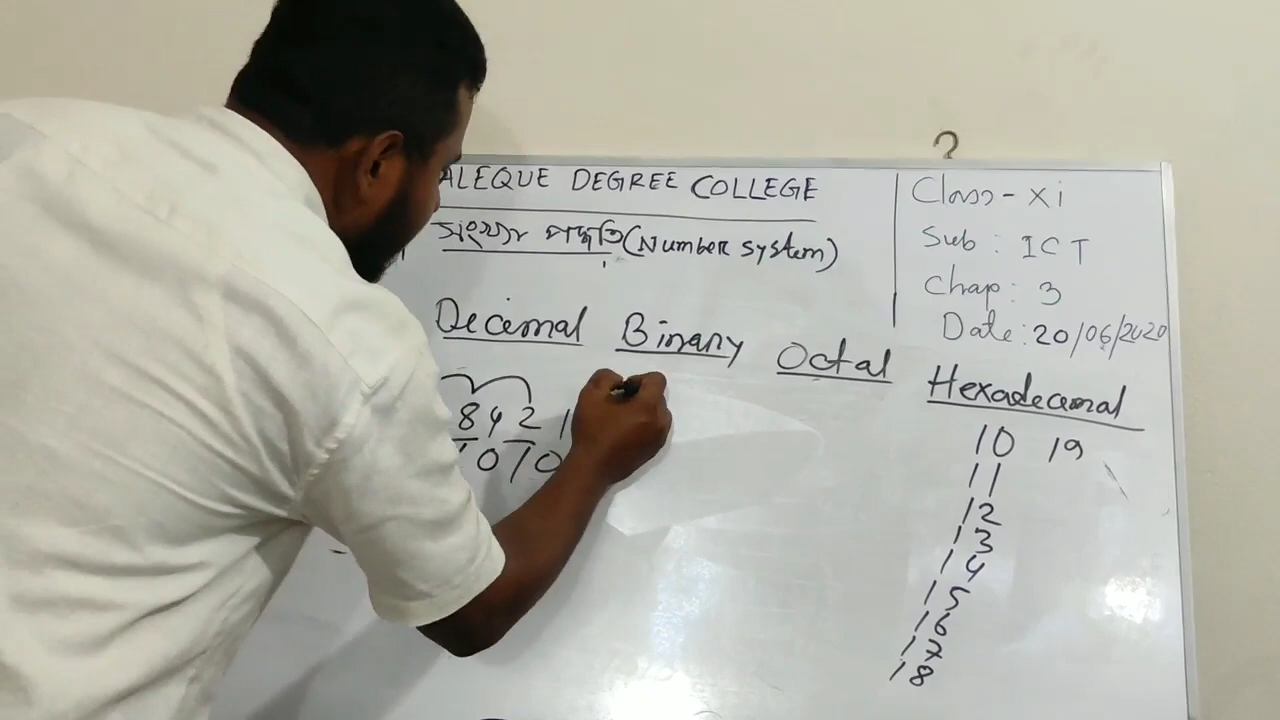 ALEQUE DEGREE COLLEGE
সংখ্যা পদ্ধতি (Number system)
Class - Xi
Sub : ICT
Chap : 3
Date : 20/06/2020
Decimal Binary Octal Hexadecimal
8 4 2 1
1 0 1 0
10 19
11
12
13
14
15
16
17
18